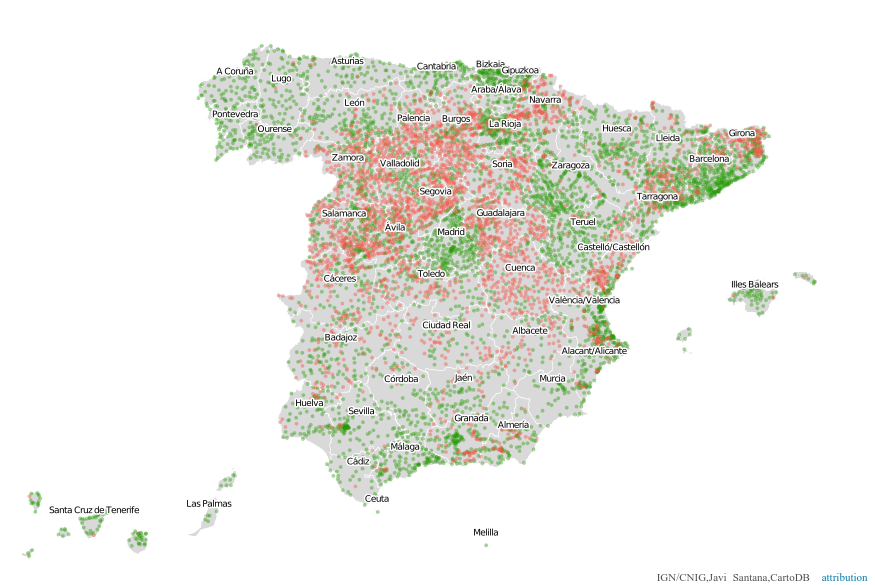 Asturias
Bizkaia
Cantabria
Gipuzkoa
A Coruña
Lugo
Araba/Álava
León
Navarra
Pontevedra
Palencia
Burgos
La Rioja
Ourense
Huesca
Girona
Lleida
Zamora
Valladolid
Soria
Zaragoza
Barcelona
Segovia
Tarragona
Salamanca
Guadalajara
Ávila
Madrid
Teruel
Castelló/Castellón
Toledo
Cuenca
Cáceres
Illes Balears
València/Valencia
Ciudad Real
Albacete
Badajoz
Alacant/Alicante
Córdoba
Jaén
Murcia
Huelva
Sevilla
Granada
Almería
Málaga
Cádiz
Ceuta
Las Palmas
Santa Cruz de Tenerife
Melilla
IGN/CNIG,Javi Santana,CartoDB attribution